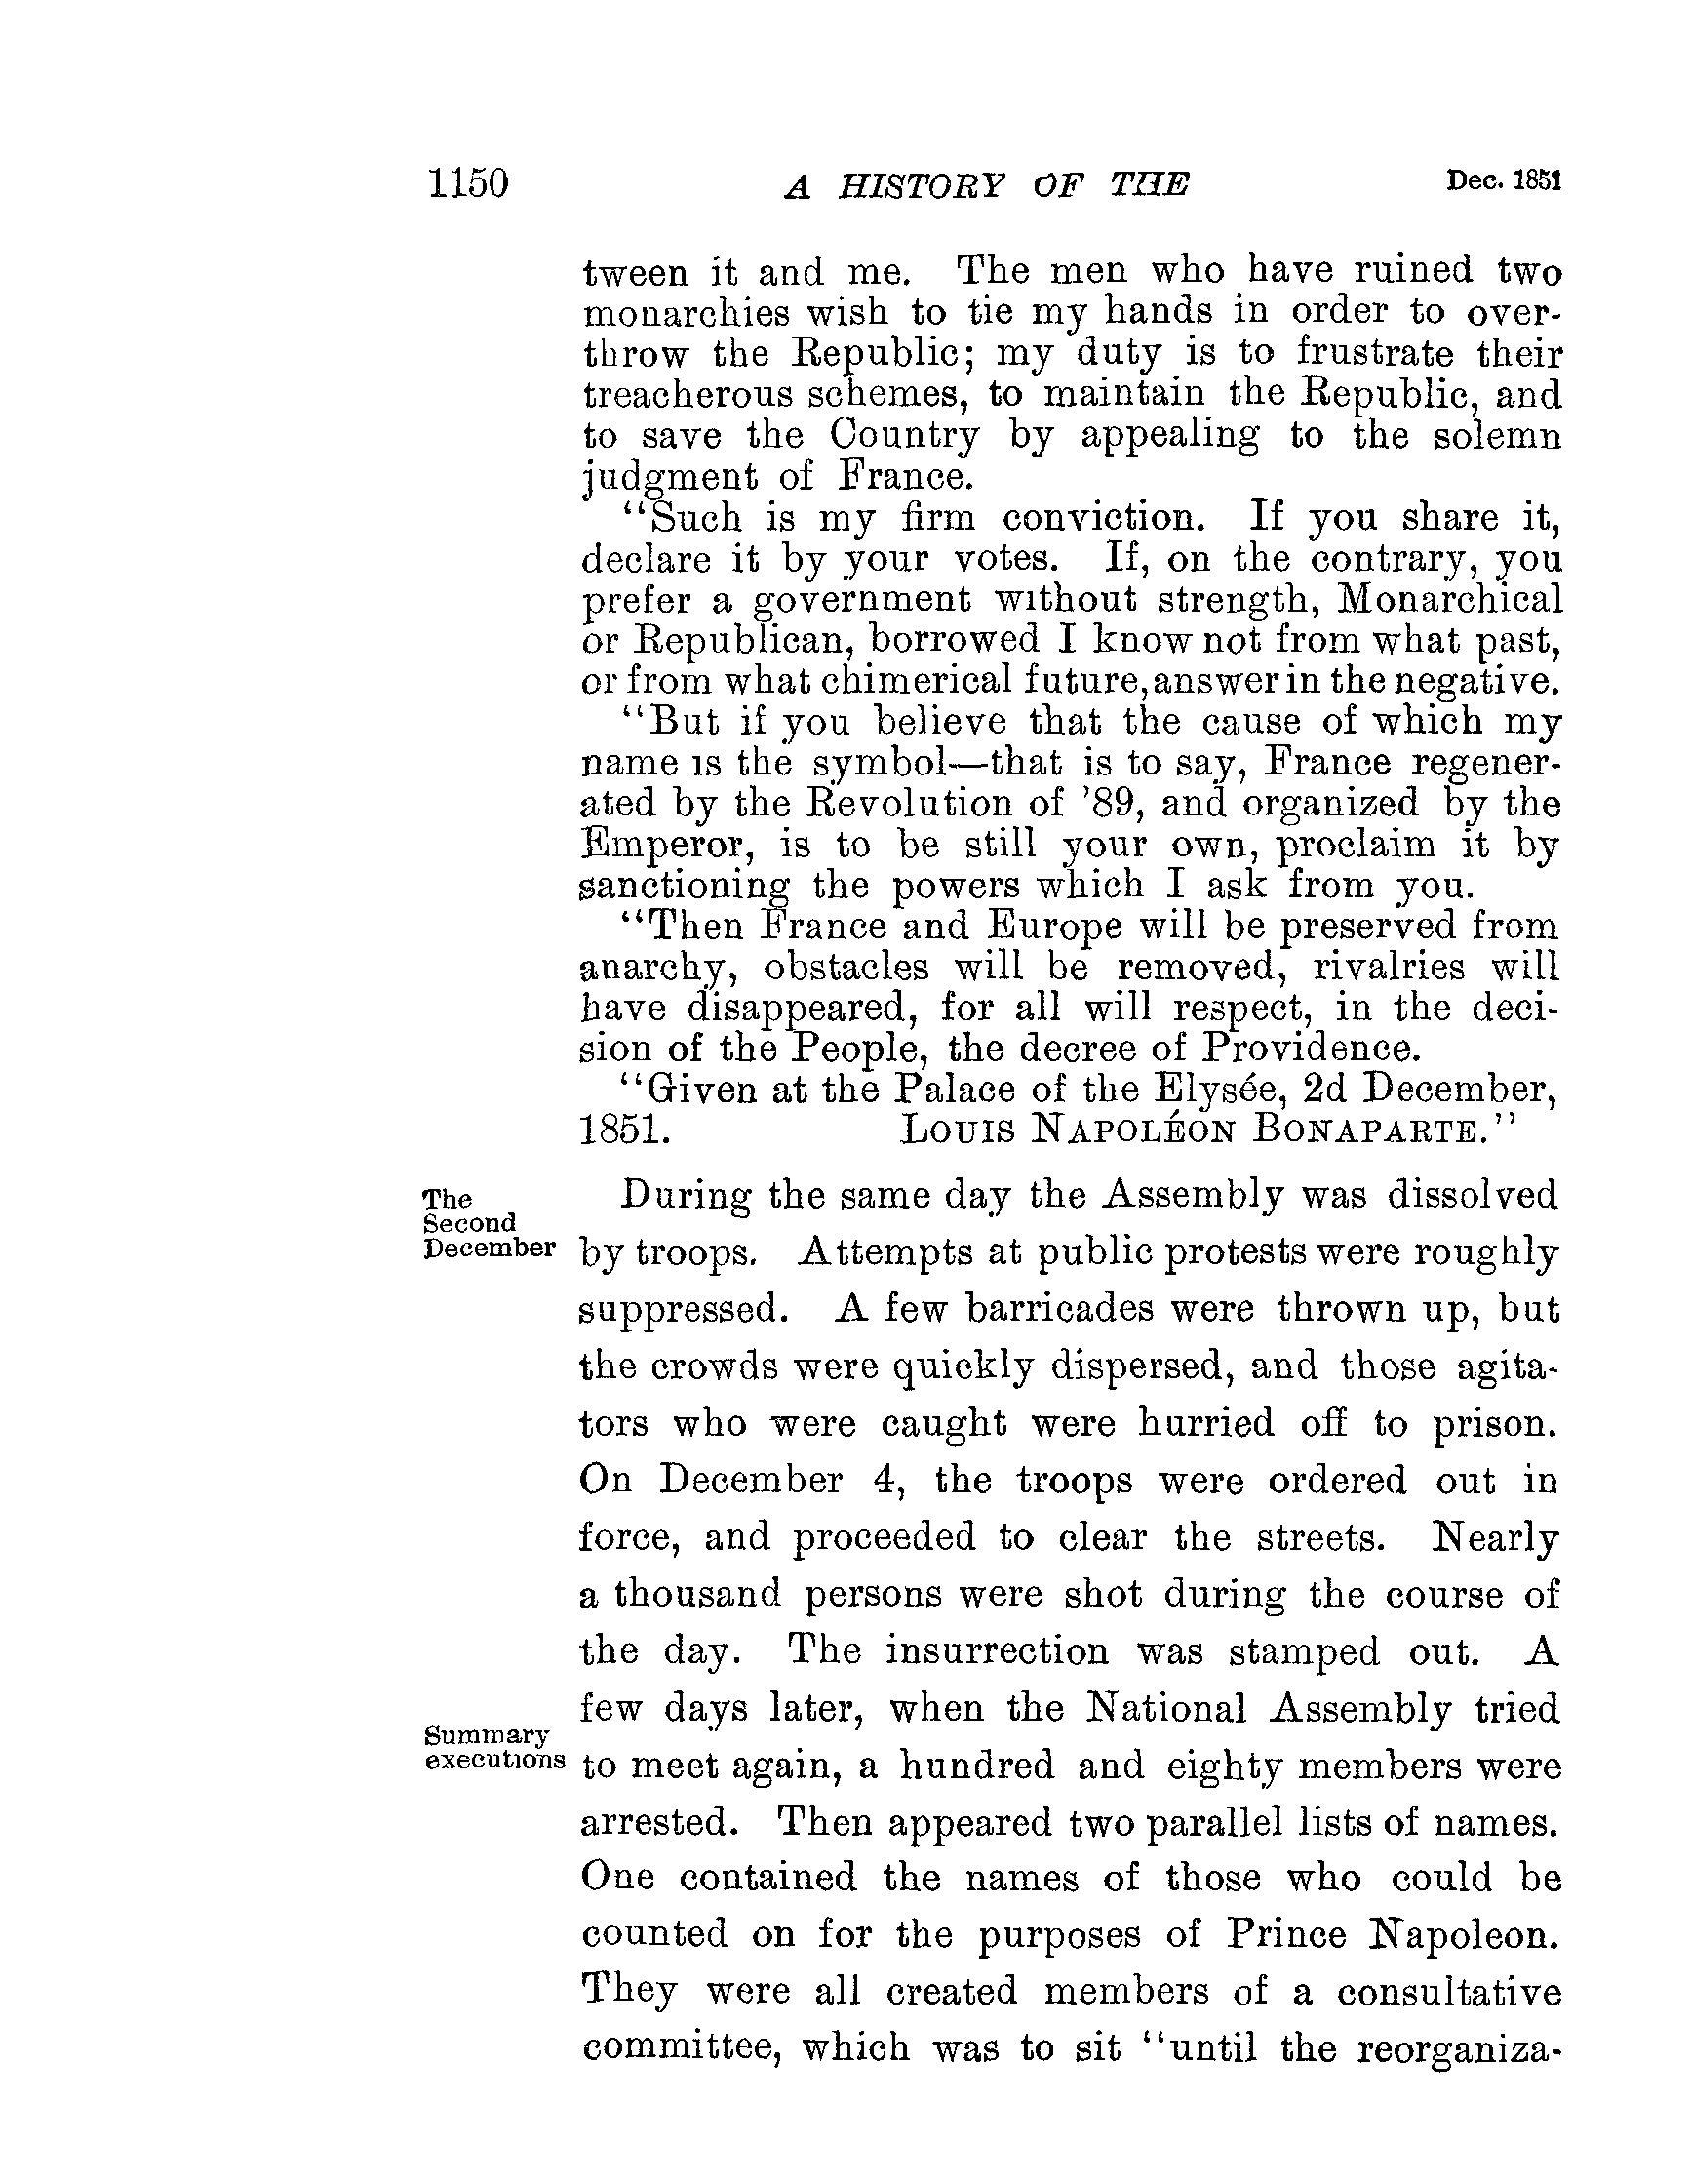 1150 A HISTORY OF THE Dec. 1851
tween it and me. The men who have ruined two
monarchies wish to tie my hands in order to over-
throw the Republic; my duty is to frustrate their
treacherous schemes, to maintain the Republic, and
to save the Country by appealing to the solemn
judgment of France.
“Such is my firm conviction. If you share it,
declare it by your votes. If, on the contrary, you
prefer a government without strength, Monarchical
or Republican, borrowed I know not from what past,
or from what chimerical future, answer in the negative.
“But if you believe that the cause of which my
name is the symbol—that is to say, France regener-
ated by the Revolution of ’89, and organized by the
Emperor, is to be still your own, proclaim it by
sanctioning the powers which I ask from you.
“Then France and Europe will be preserved from
anarchy, obstacles will be removed, rivalries will
have disappeared, for all will respect, in the deci-
sion of the People, the decree of Providence.
“Given at the Palace of the Elysée, 2d December,
1851. LOUIS NAPOLÉON BONAPARTE.”
The
Second
December
During the same day the Assembly was dissolved
by troops. Attempts at public protests were roughly
suppressed. A few barricades were thrown up, but
the crowds were quickly dispersed, and those agita-
tors who were caught were hurried off to prison.
On December 4, the troops were ordered out in
force, and proceeded to clear the streets. Nearly
a thousand persons were shot during the course of
the day. The insurrection was stamped out. A
few days later, when the National Assembly tried
Summary
executions
to meet again, a hundred and eighty members were
arrested. Then appeared two parallel lists of names.
One contained the names of those who could be
counted on for the purposes of Prince Napoleon.
They were all created members of a consultative
committee, which was to sit “until the reorganiza-